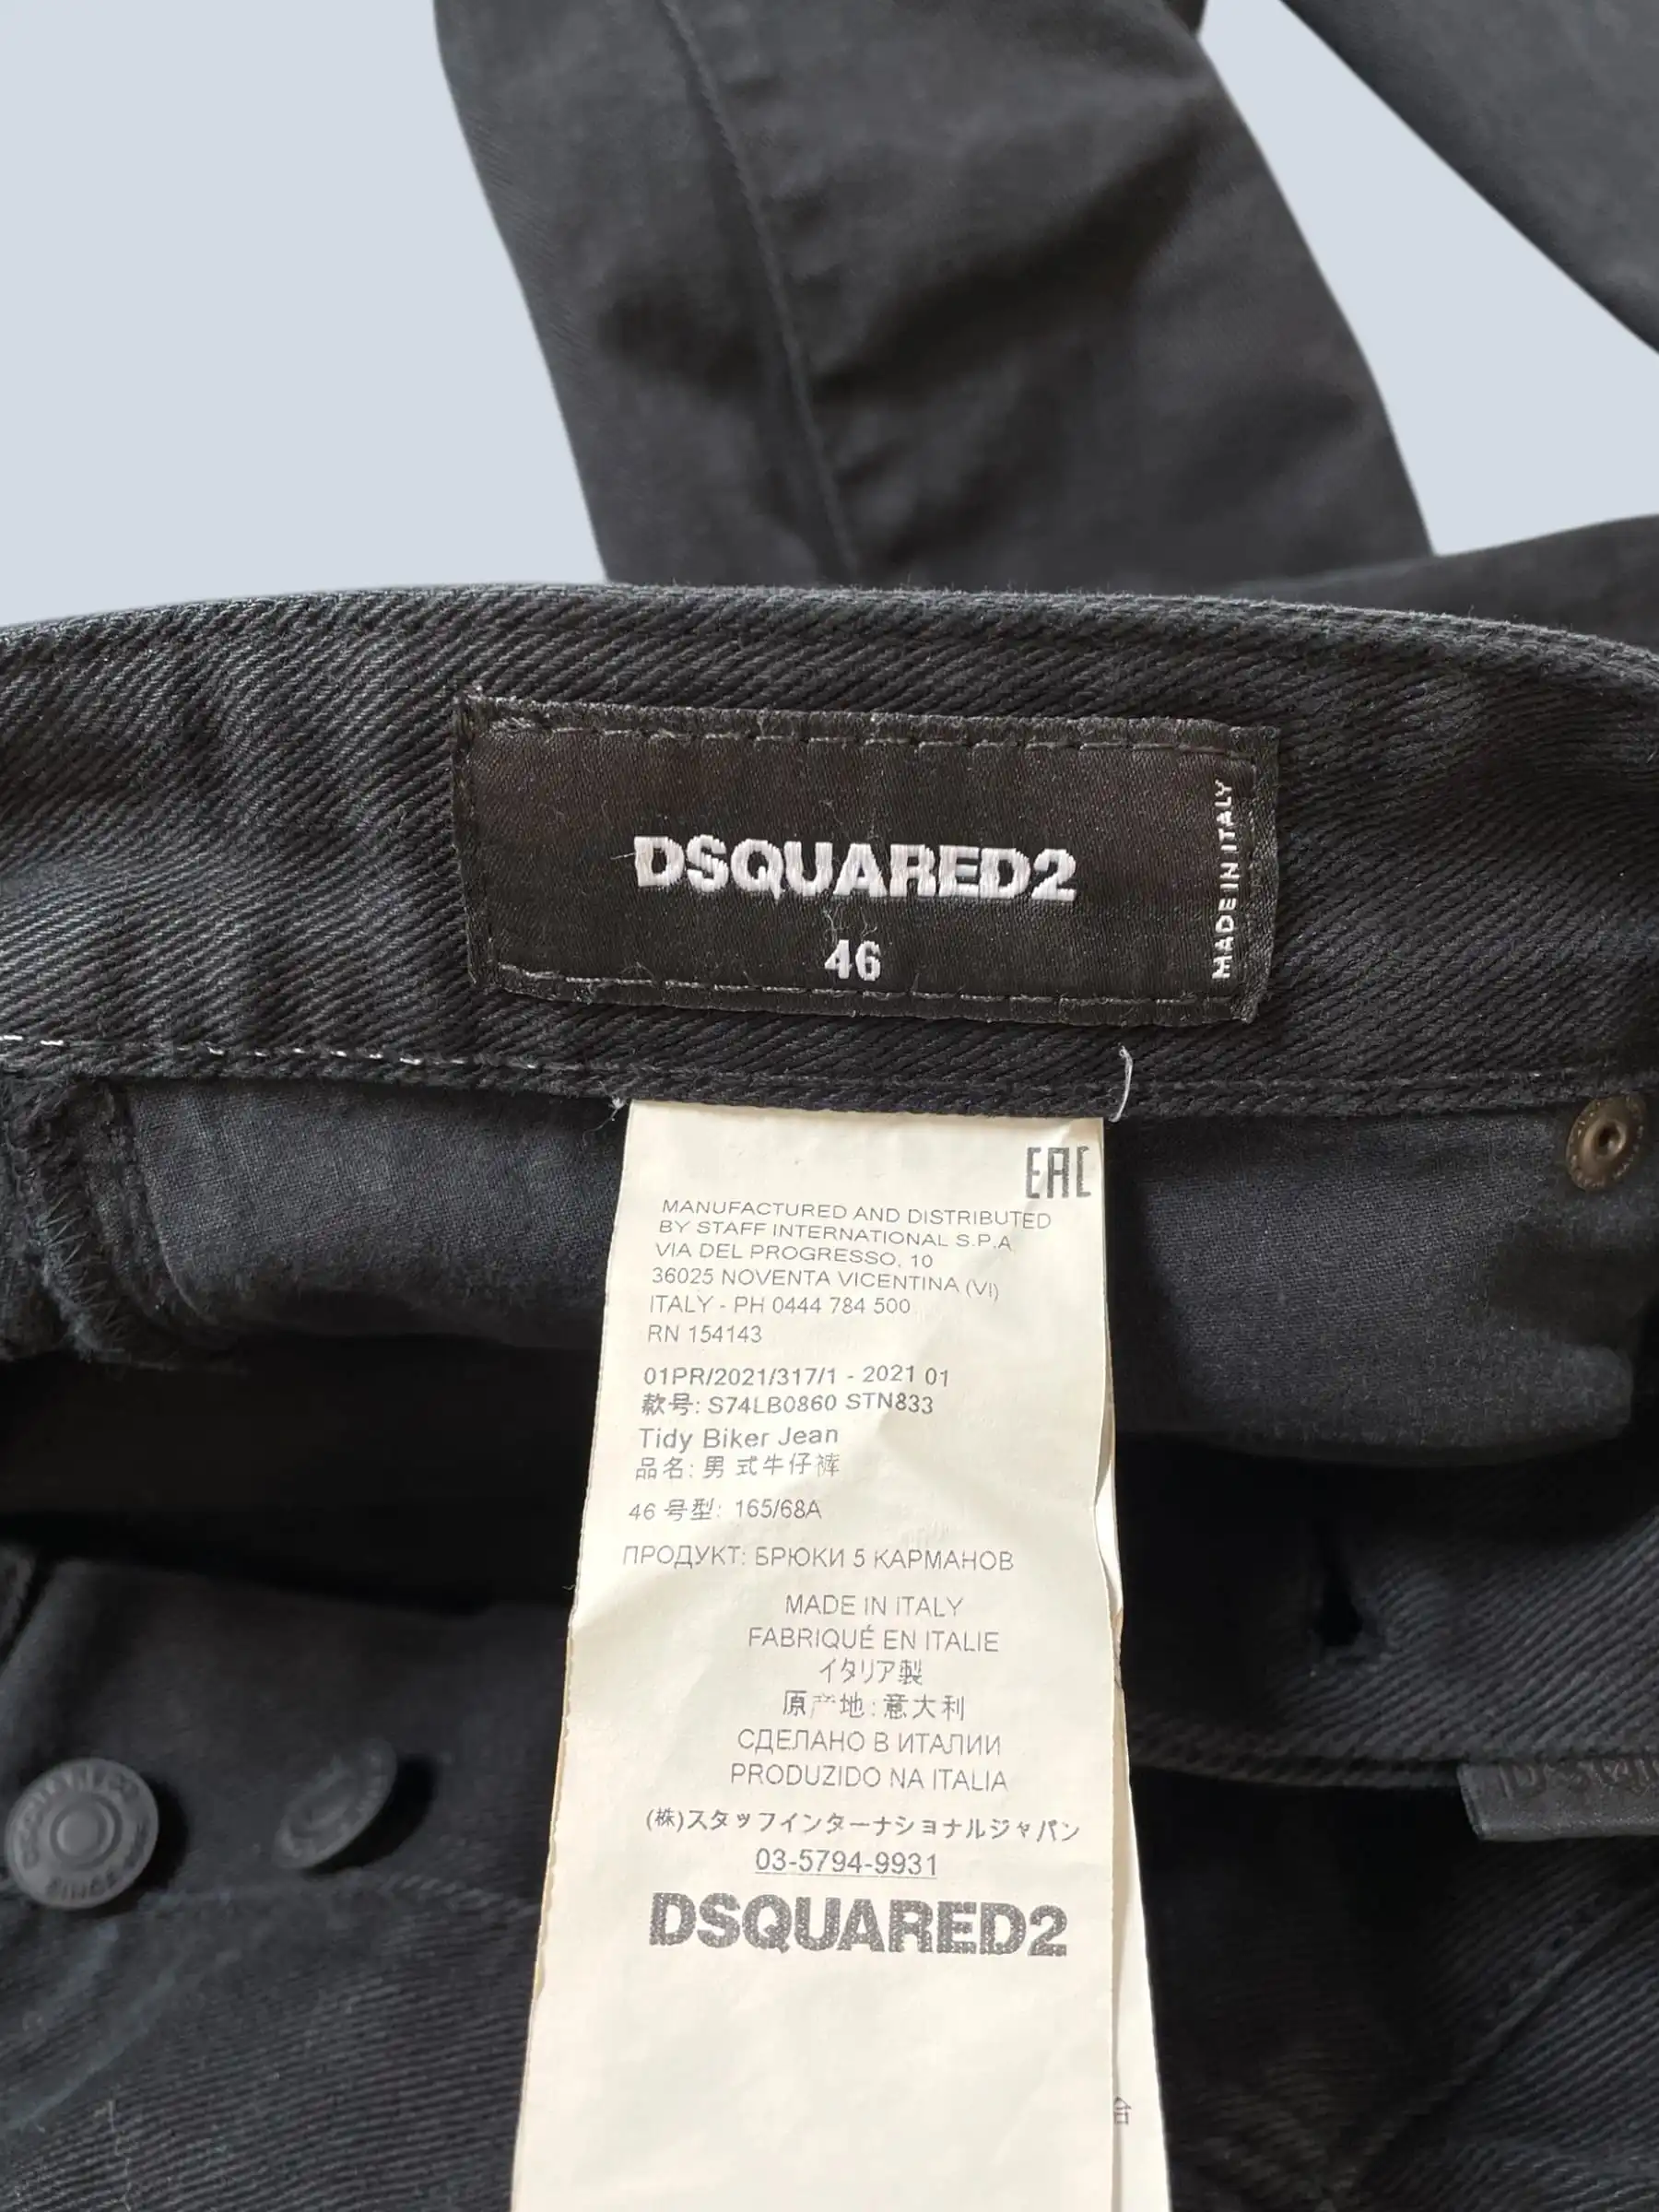 DSQUARED2
46
MADE IN ITALY
EAC
MANUFACTURED AND DISTRIBUTED
BY STAFF INTERNATIONAL S.P.A.
VIA DEL PROGRESSO, 10
36025 NOVENTA VICENTINA (VI)
ITALY - PH 0444 784 500
RN 154143
01PR/2021/317/1 - 2021 01
款号: S74LB0860 STN833
Tidy Biker Jean
品名: 男式牛仔裤
46 号型: 165/68A
ПРОДУКТ: БРЮКИ 5 КАРМАНОВ
MADE IN ITALY
FABRIQUÉ EN ITALIE
イタリア製
原产地:意大利
СДЕЛАНО В ИТАЛИИ
PRODUZIDO NA ITALIA
(株)スタッフインターナショナルジャパン
03-5794-9931
DSQUARED2